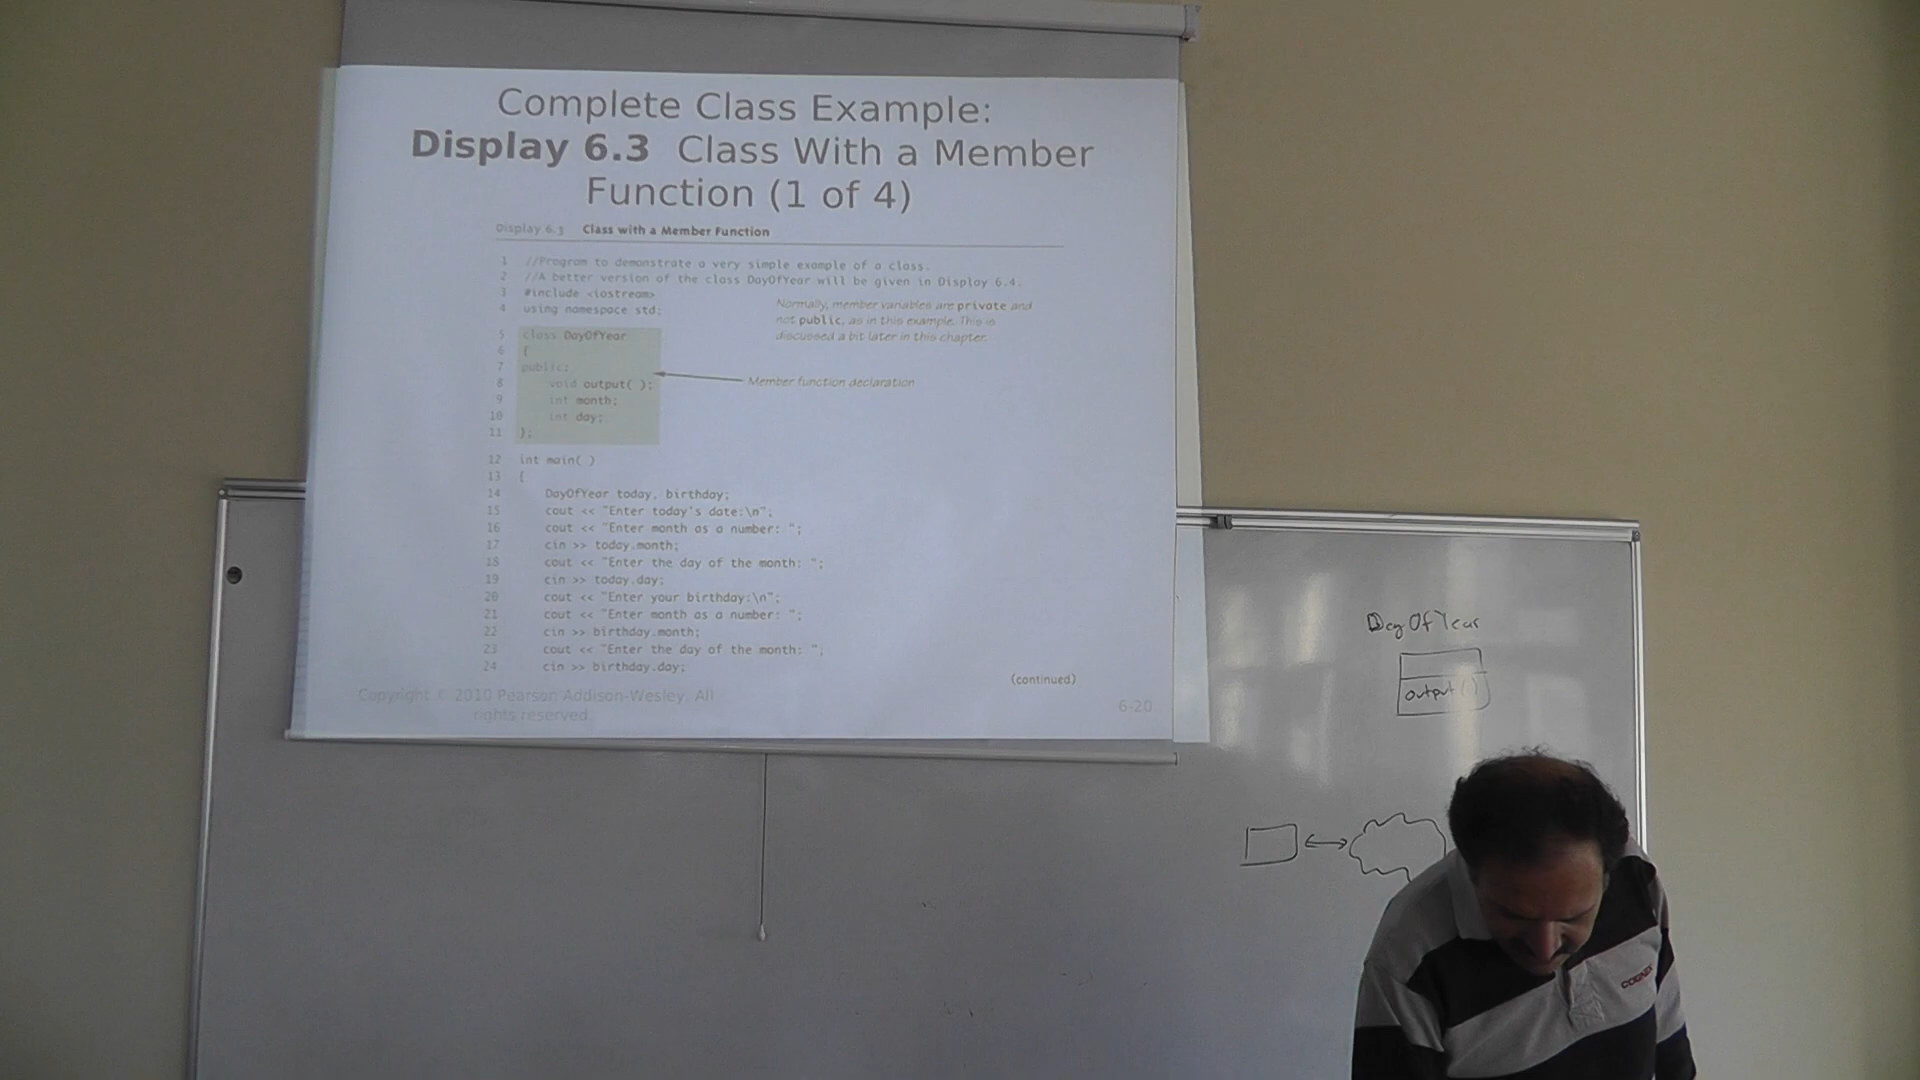 Complete Class Example:
Display 6.3 Class With a Member
Function (1 of 4)
Display 6.3 Class with a Member Function
1 //Program to demonstrate a very simple example of a class.
2 //A better version of the class DayOfYear will be given in Display 6.4.
3 #include <iostream>
4 using namespace std;
Normally, member variables are private and
not public, as in this example. This is
discussed a bit later in this chapter.
5 class DayOfYear
6 {
7 public:
8 void output( );
Member function declaration
9 int month;
10 int day;
11 };
12 int main( )
13 {
14 DayOfYear today, birthday;
15 cout << "Enter today's date:\n";
16 cout << "Enter month as a number: ";
17 cin >> today.month;
18 cout << "Enter the day of the month: ";
19 cin >> today.day;
20 cout << "Enter your birthday:\n";
21 cout << "Enter month as a number: ";
22 cin >> birthday.month;
23 cout << "Enter the day of the month: ";
24 cin >> birthday.day;
(continued)
Copyright © 2010 Pearson Addison-Wesley. All
rights reserved.
6-20
DayOfYear
output()